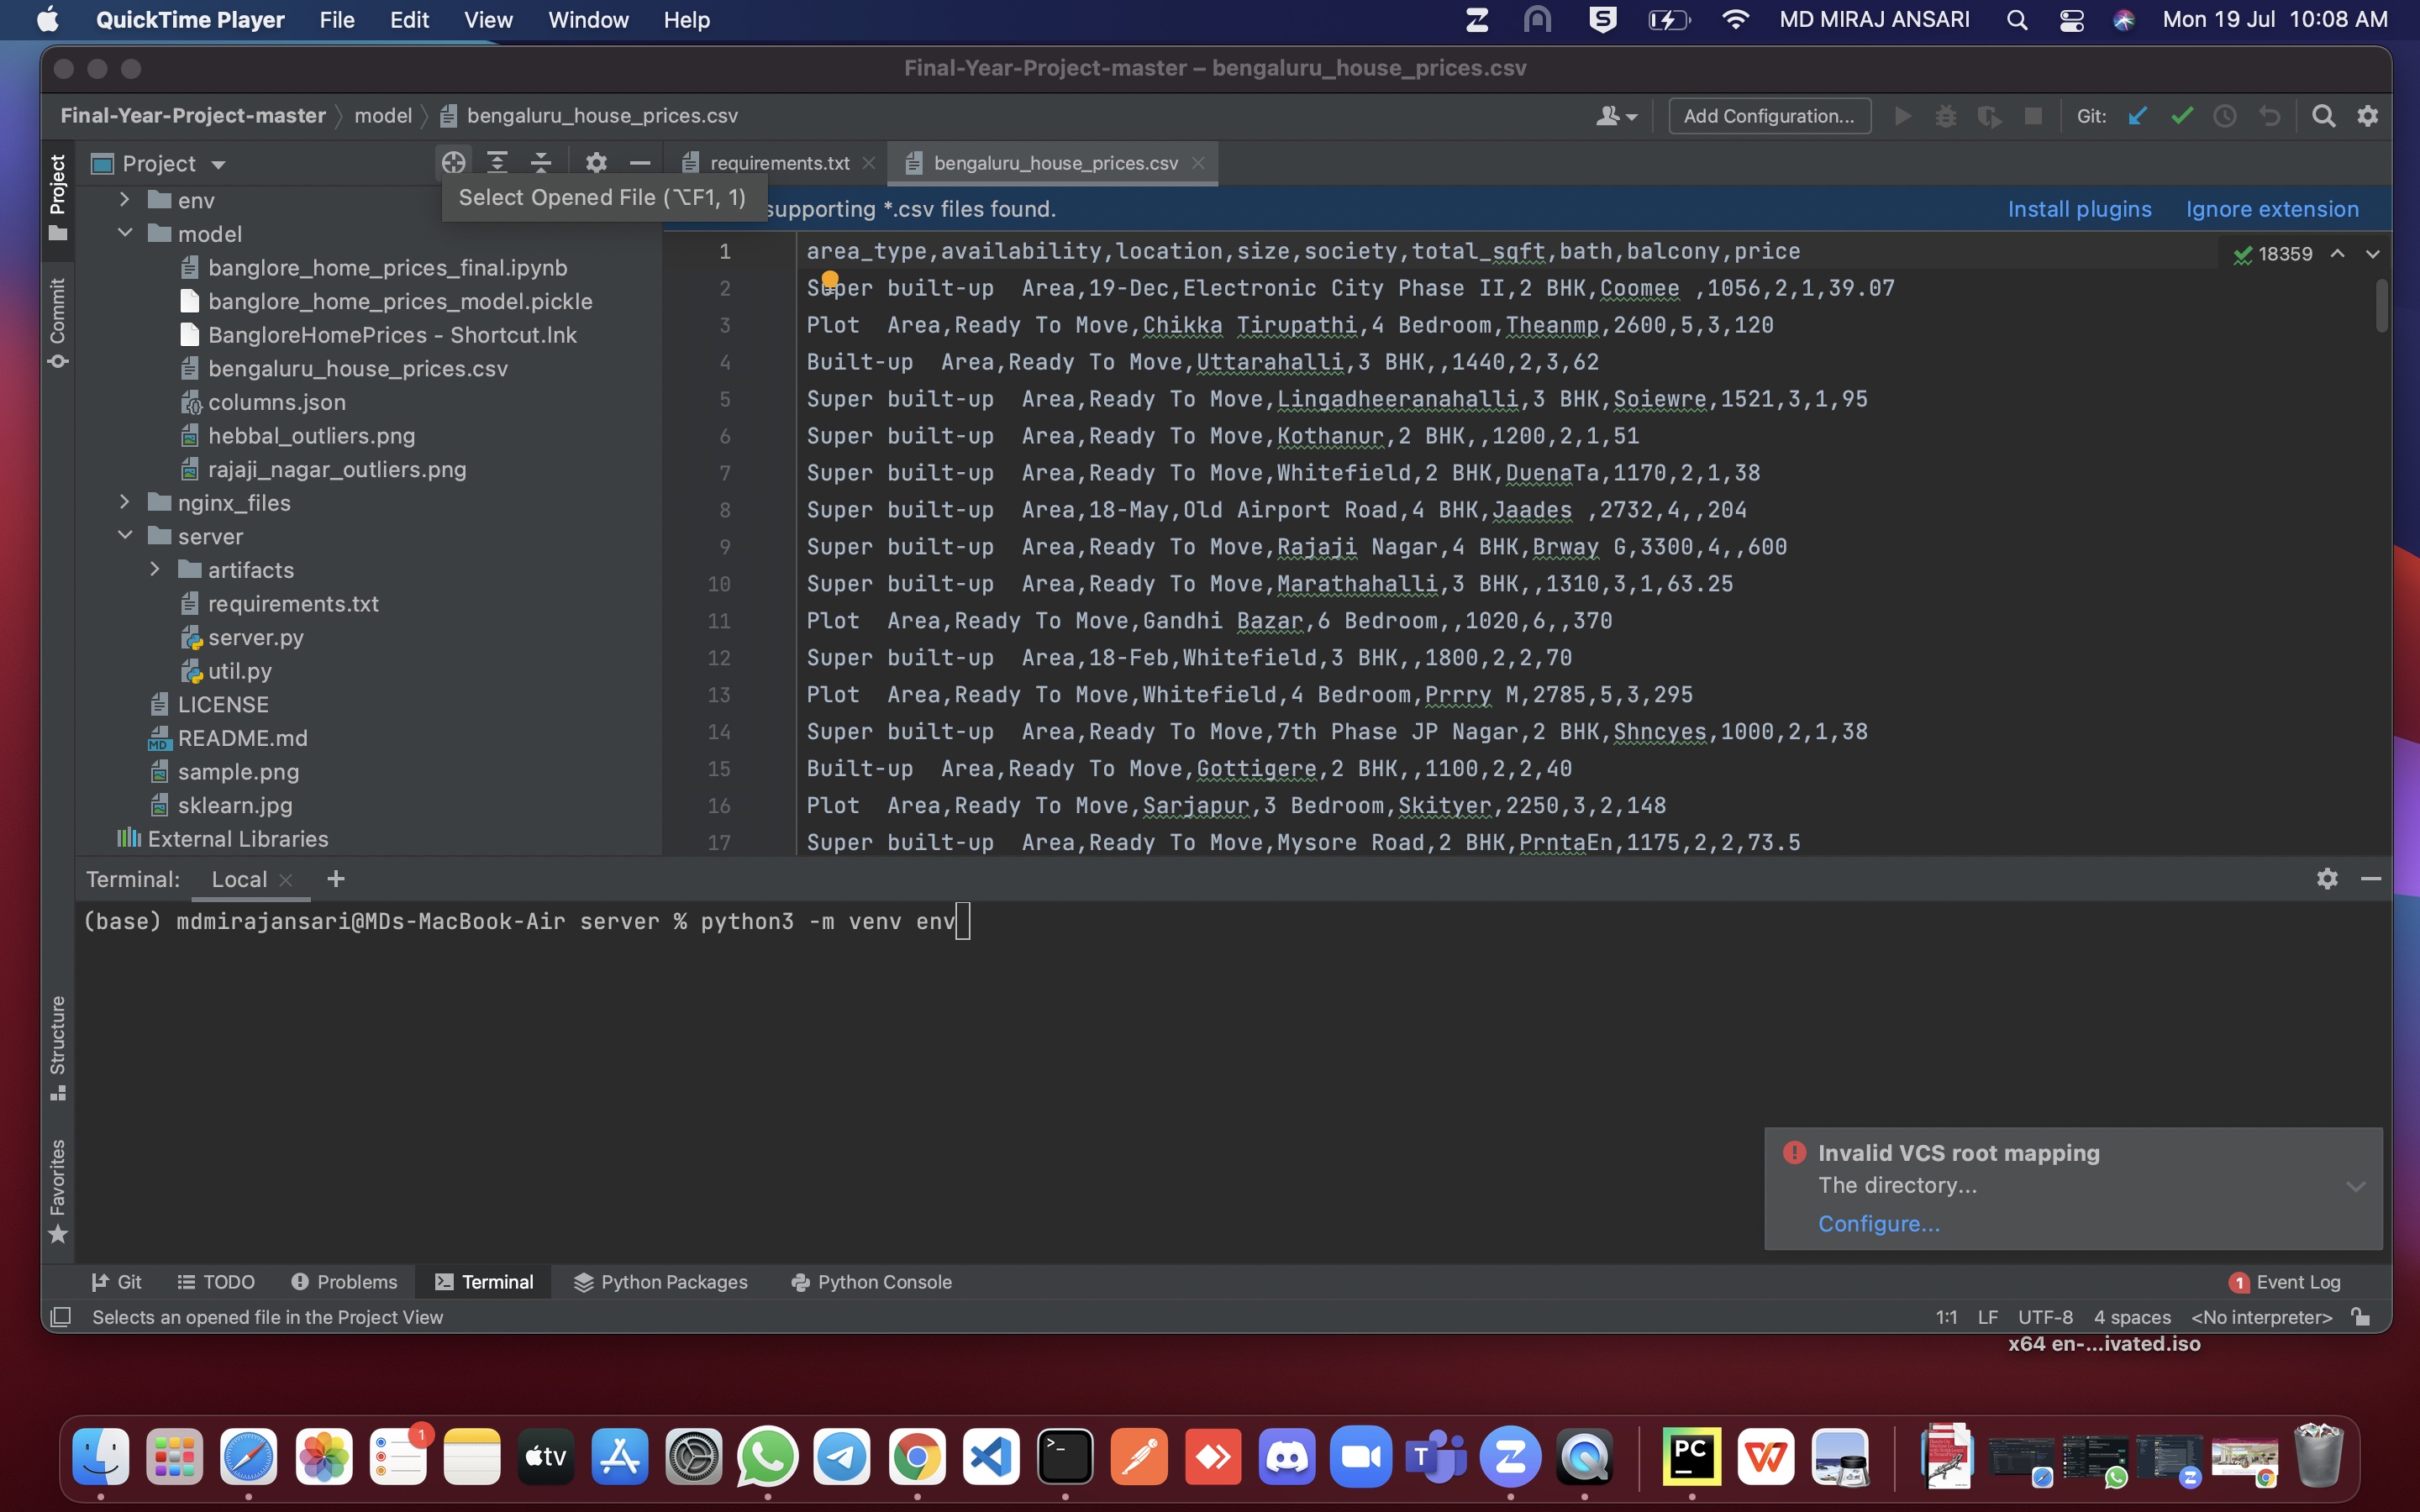 QuickTime Player File Edit View Window Help MD MIRAJ ANSARI Mon 19 Jul 10:08 AM
Final-Year-Project-master – bengaluru_house_prices.csv
Final-Year-Project-master model bengaluru_house_prices.csv Add Configuration... Git:
Project requirements.txt bengaluru_house_prices.csv
Select Opened File (⌥F1, 1)
supporting *.csv files found. Install plugins Ignore extension
Project
Commit
Structure
Favorites
env
model
banglore_home_prices_final.ipynb
banglore_home_prices_model.pickle
BangloreHomePrices - Shortcut.lnk
bengaluru_house_prices.csv
columns.json
hebbal_outliers.png
rajaji_nagar_outliers.png
nginx_files
server
artifacts
requirements.txt
server.py
util.py
LICENSE
README.md
sample.png
sklearn.jpg
External Libraries
18359
1 area_type,availability,location,size,society,total_sqft,bath,balcony,price
2 Super built-up  Area,19-Dec,Electronic City Phase II,2 BHK,Coomee ,1056,2,1,39.07
3 Plot  Area,Ready To Move,Chikka Tirupathi,4 Bedroom,Theanmp,2600,5,3,120
4 Built-up  Area,Ready To Move,Uttarahalli,3 BHK,,1440,2,3,62
5 Super built-up  Area,Ready To Move,Lingadheeranahalli,3 BHK,Soiewre,1521,3,1,95
6 Super built-up  Area,Ready To Move,Kothanur,2 BHK,,1200,2,1,51
7 Super built-up  Area,Ready To Move,Whitefield,2 BHK,DuenaTa,1170,2,1,38
8 Super built-up  Area,18-May,Old Airport Road,4 BHK,Jaades ,2732,4,,204
9 Super built-up  Area,Ready To Move,Rajaji Nagar,4 BHK,Brway G,3300,4,,600
10 Super built-up  Area,Ready To Move,Marathahalli,3 BHK,,1310,3,1,63.25
11 Plot  Area,Ready To Move,Gandhi Bazar,6 Bedroom,,1020,6,,370
12 Super built-up  Area,18-Feb,Whitefield,3 BHK,,1800,2,2,70
13 Plot  Area,Ready To Move,Whitefield,4 Bedroom,Prrry M,2785,5,3,295
14 Super built-up  Area,Ready To Move,7th Phase JP Nagar,2 BHK,Shncyes,1000,2,1,38
15 Built-up  Area,Ready To Move,Gottigere,2 BHK,,1100,2,2,40
16 Plot  Area,Ready To Move,Sarjapur,3 Bedroom,Skityer,2250,3,2,148
17 Super built-up  Area,Ready To Move,Mysore Road,2 BHK,PrntaEn,1175,2,2,73.5
Terminal: Local
(base) mdmirajansari@MDs-MacBook-Air server % python3 -m venv env
Invalid VCS root mapping
The directory...
Configure...
Git TODO Problems Terminal Python Packages Python Console 1 Event Log
Selects an opened file in the Project View 1:1 LF UTF-8 4 spaces <No interpreter>
x64 en-...ivated.iso
1
tv
PC